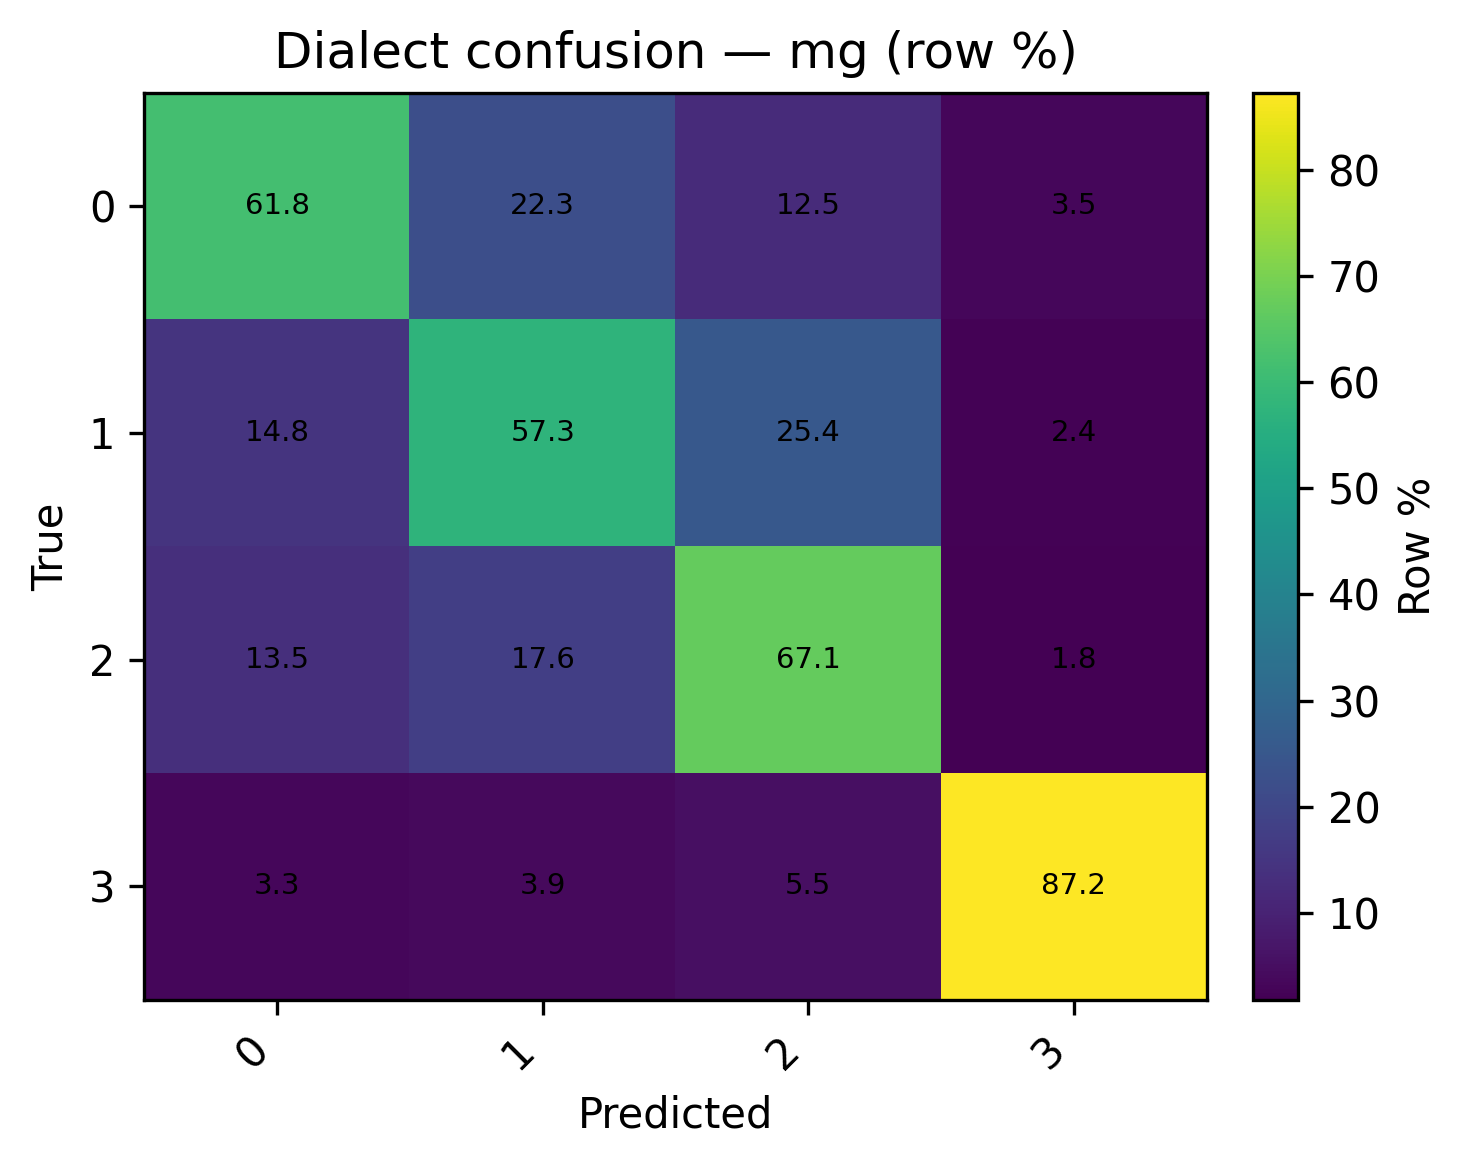 Dialect confusion — mg (row %)
0 61.8 22.3 12.5 3.5
1 14.8 57.3 25.4 2.4
2 13.5 17.6 67.1 1.8
3 3.3 3.9 5.5 87.2
0 1 2 3
Predicted
True
80
70
60
50
40
30
20
10
Row %